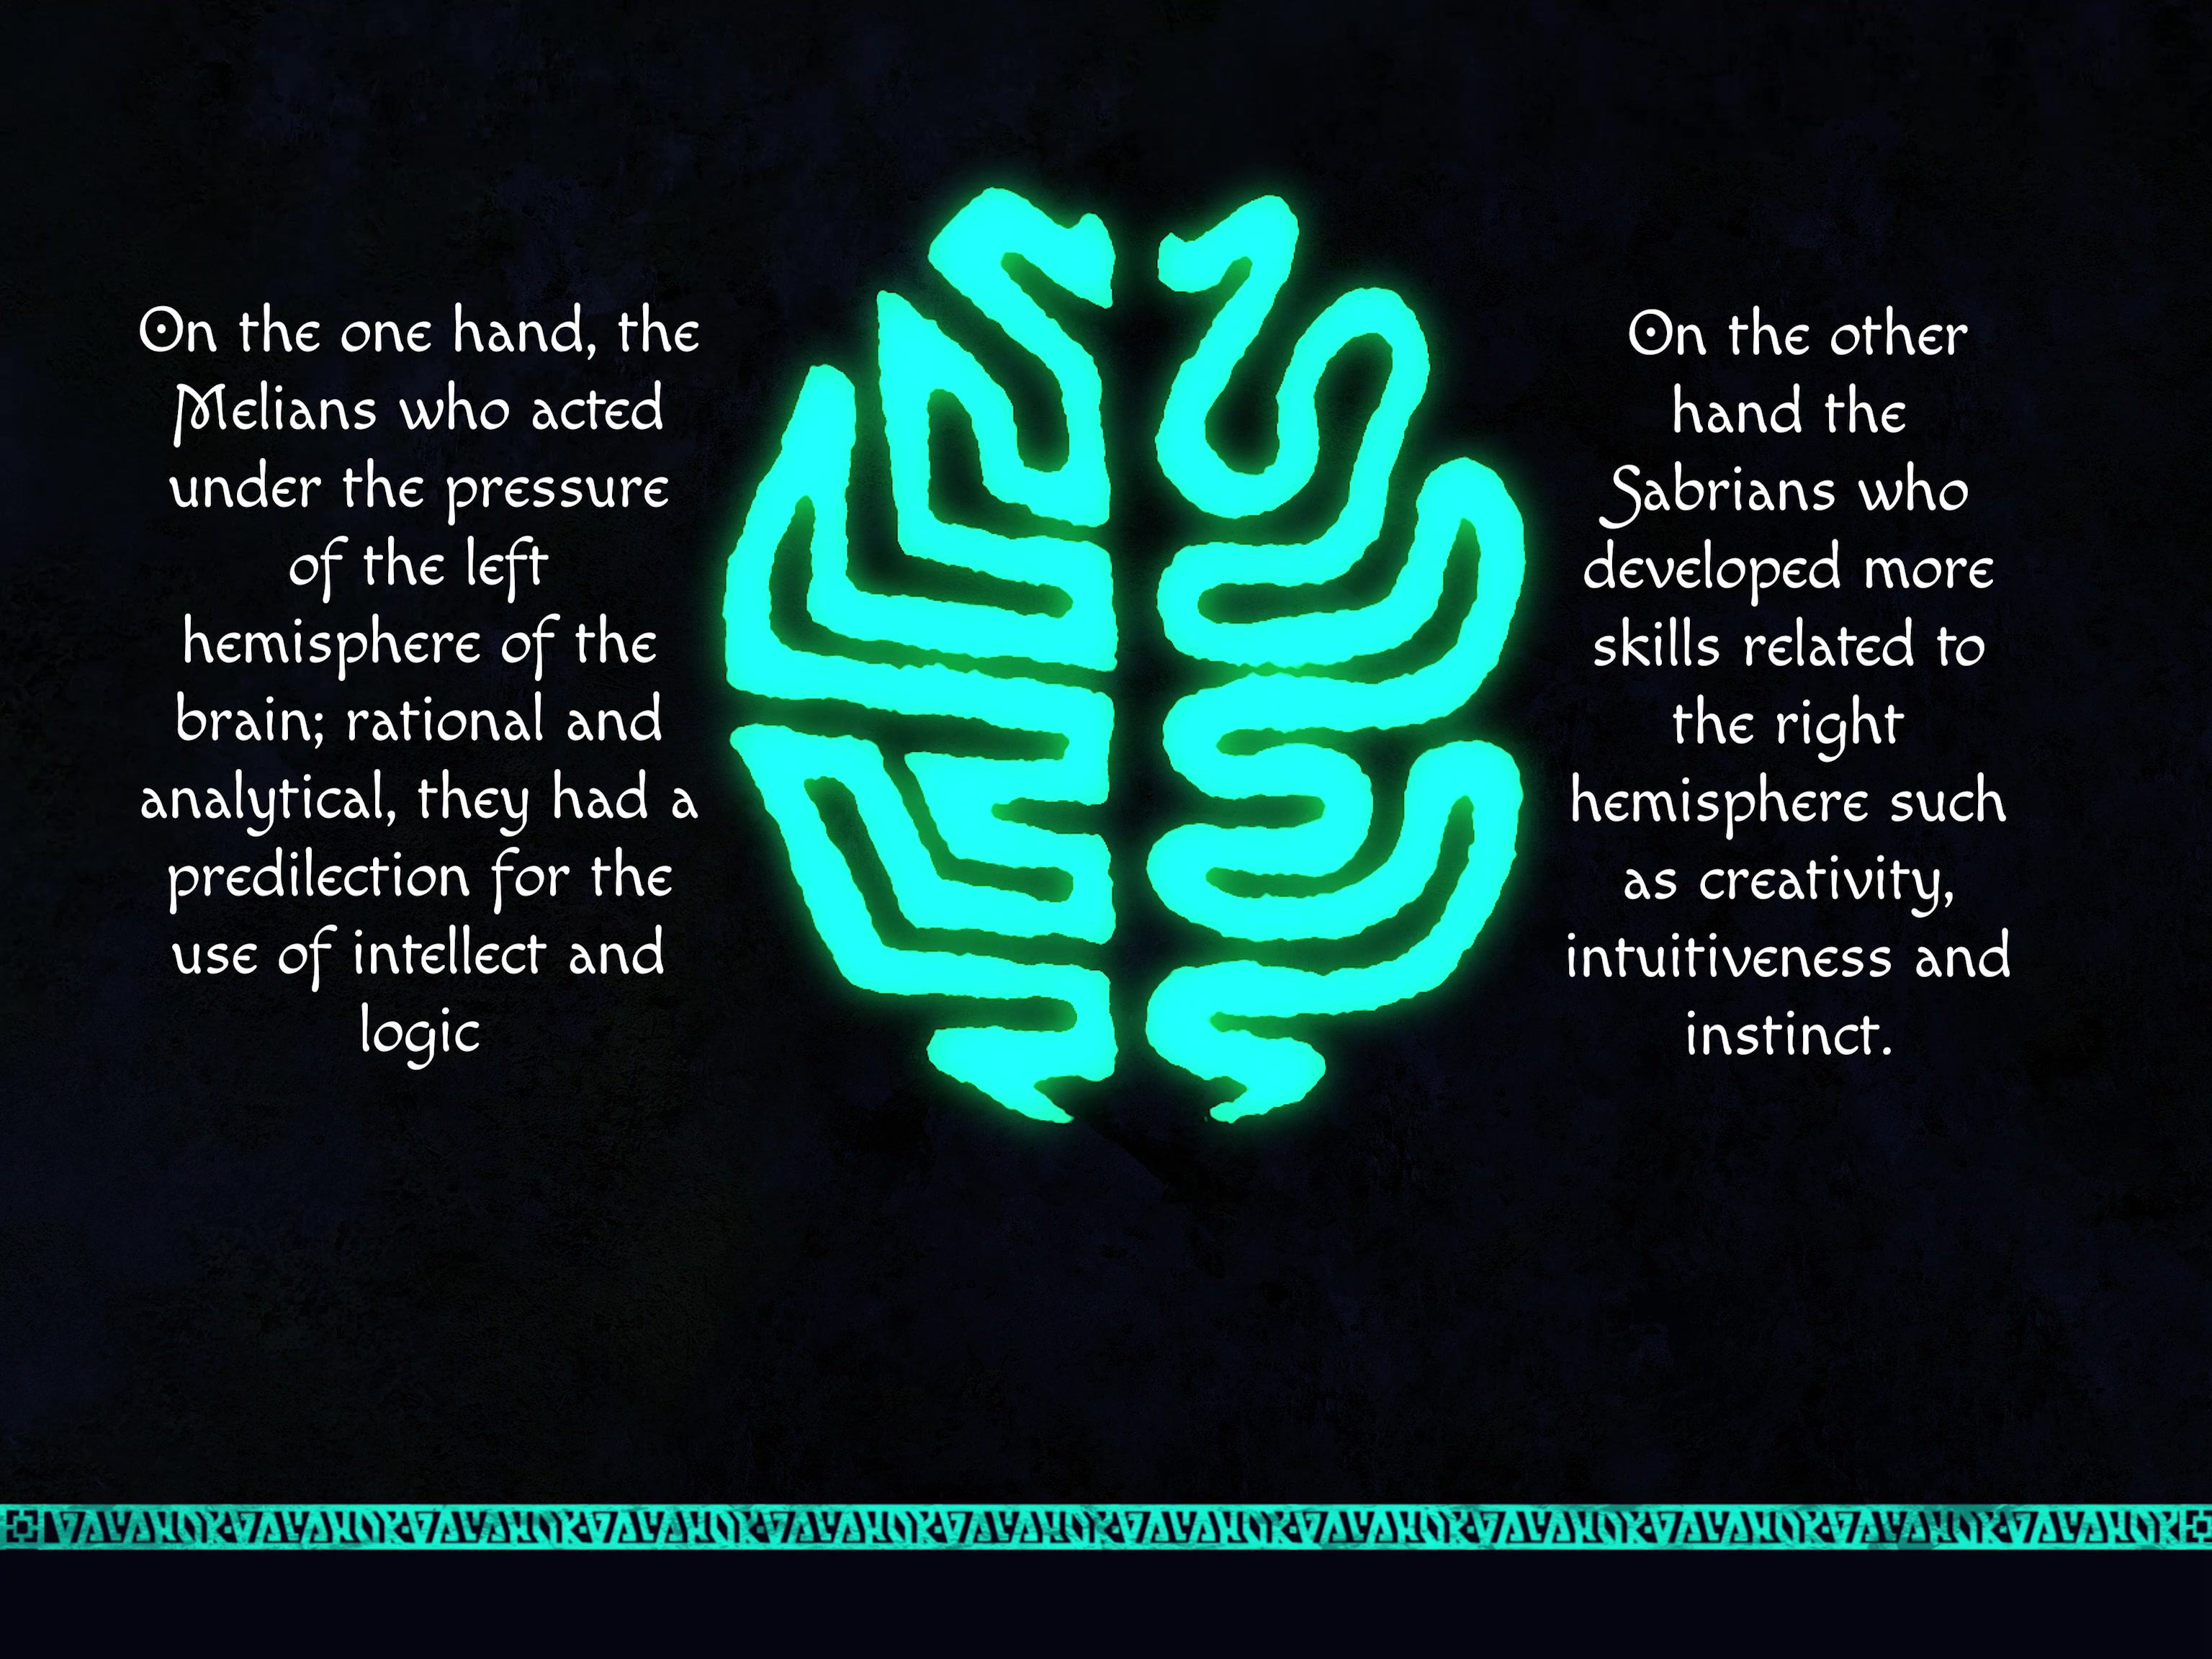 On the one hand, the
Melians who acted
under the pressure
of the left
hemisphere of the
brain; rational and
analytical, they had a
predilection for the
use of intellect and
logic
On the other
hand the
Sabrians who
developed more
skills related to
the right
hemisphere such
as creativity,
intuitiveness and
instinct.